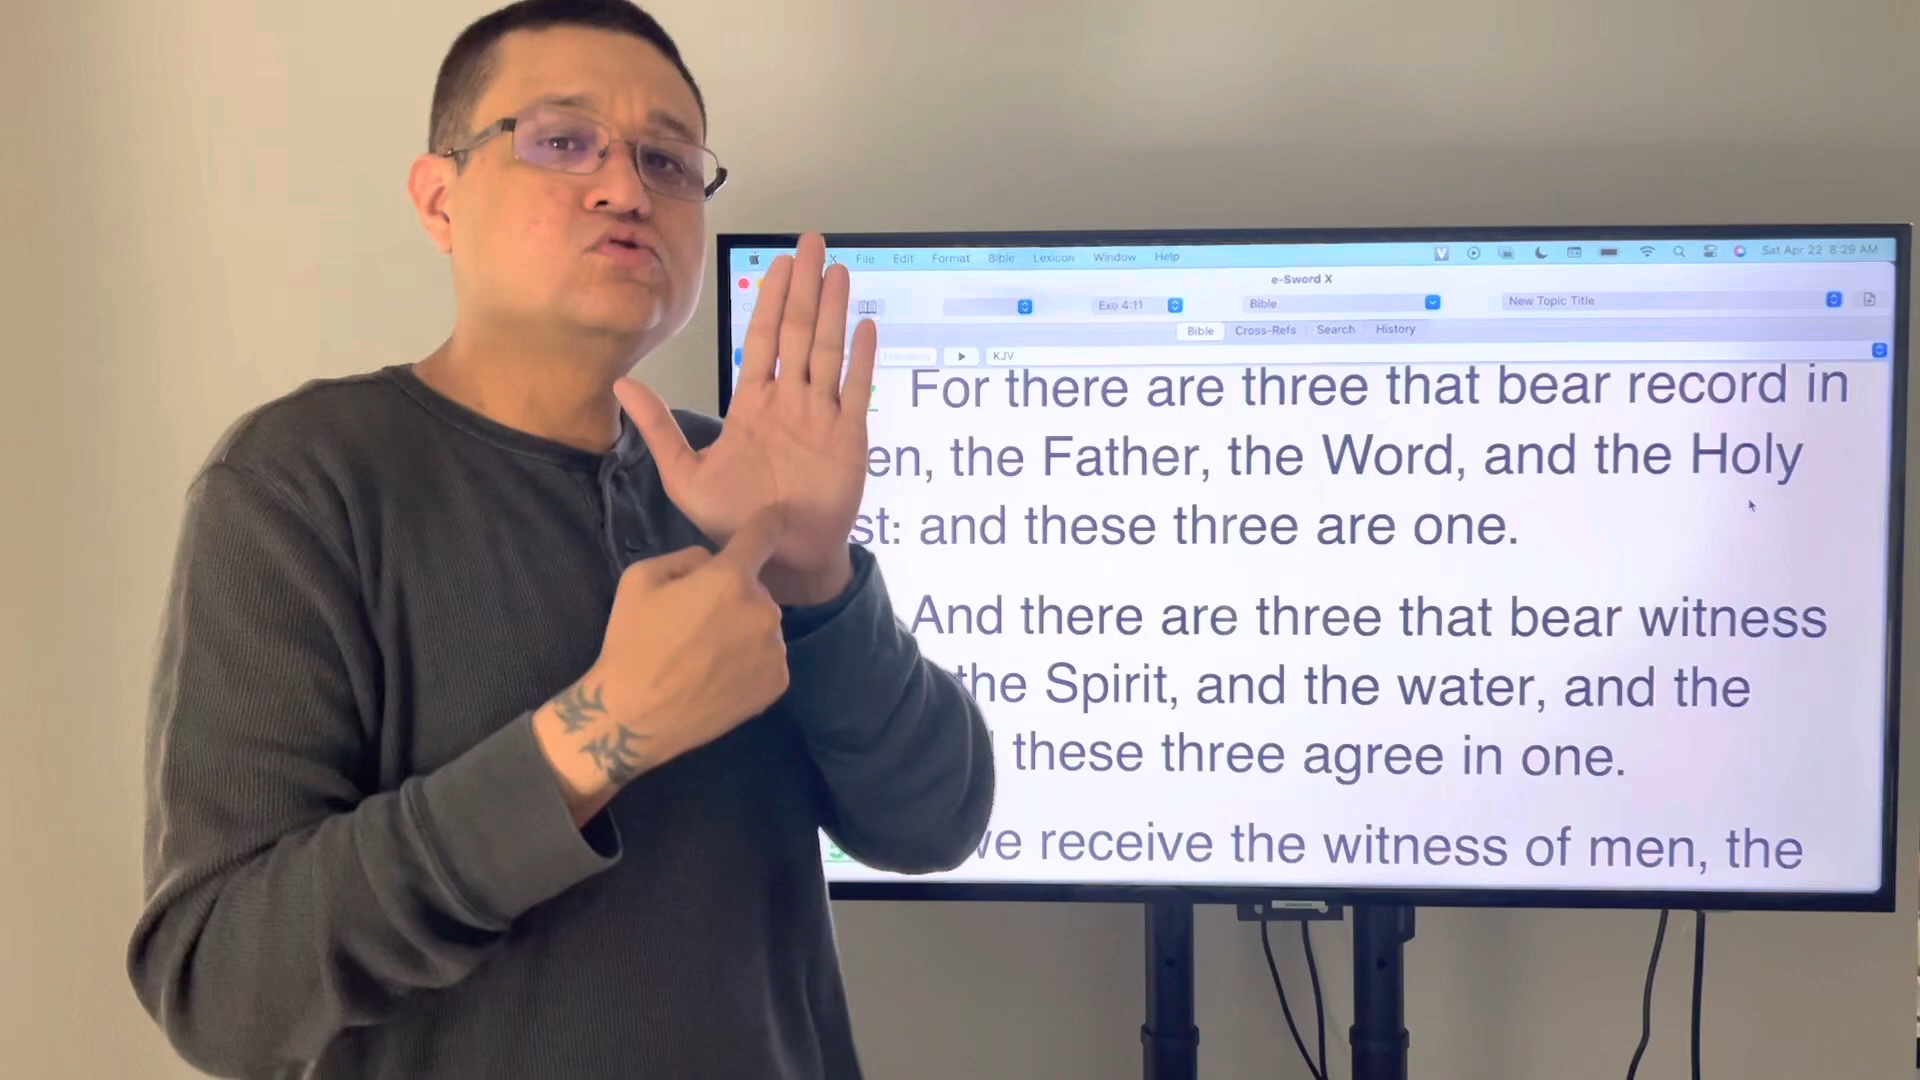 X File Edit Format Bible Lexicon Window Help Sat Apr 22 8:29 AM
e-Sword X
Exo 4:11 Bible New Topic Title
Bible Cross-Refs Search History
KJV
For there are three that bear record in
en, the Father, the Word, and the Holy
st: and these three are one.
And there are three that bear witness
the Spirit, and the water, and the
these three agree in one.
we receive the witness of men, the